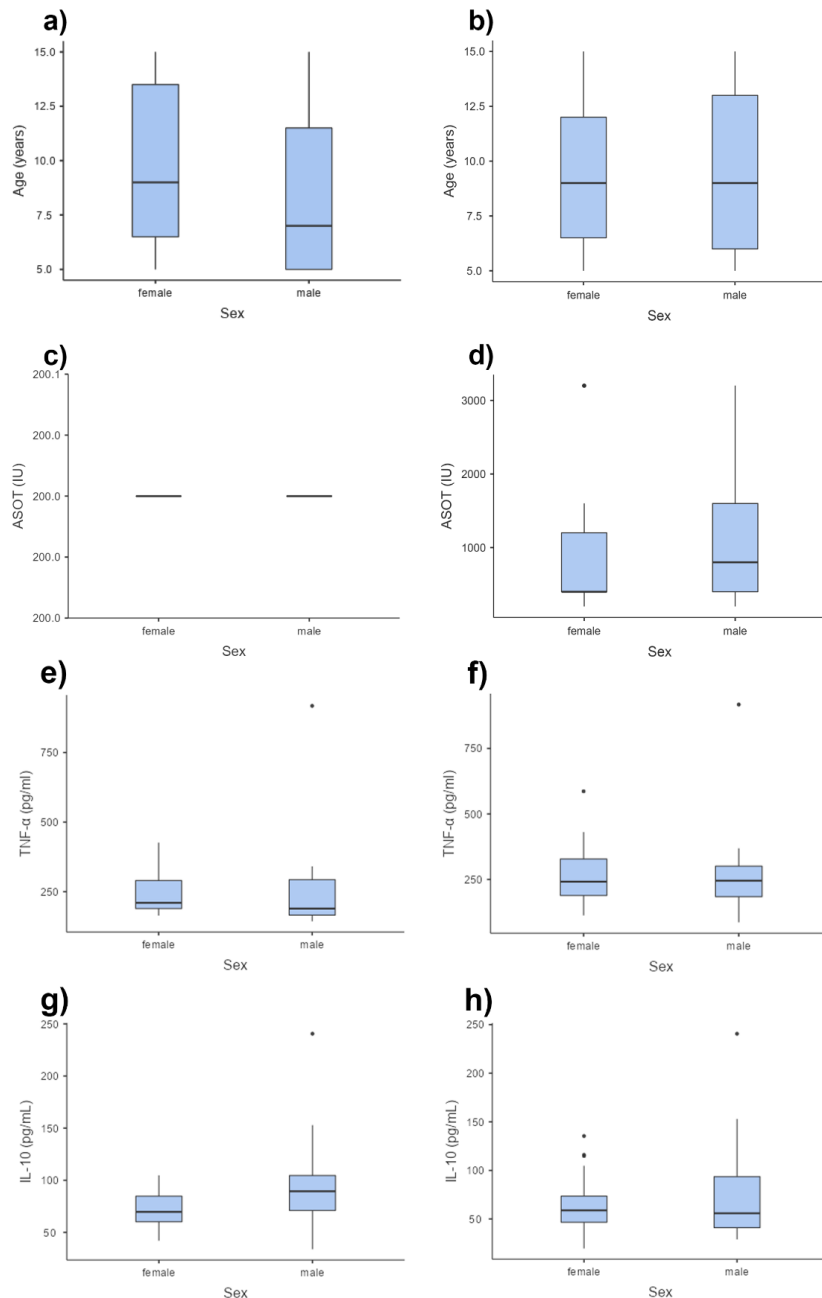 a)
15.0
12.5
10.0
7.5
5.0
Age (years)
female male
Sex
b)
15.0
12.5
10.0
7.5
5.0
Age (years)
female male
Sex
c)
200.1
200.0
200.0
200.0
200.0
ASOT (IU)
female male
Sex
d)
3000
2000
1000
ASOT (IU)
female male
Sex
e)
750
500
250
TNF-α (pg/ml)
female male
Sex
f)
750
500
250
TNF-α (pg/ml)
female male
Sex
g)
250
200
150
100
50
IL-10 (pg/mL)
female male
Sex
h)
250
200
150
100
50
IL-10 (pg/mL)
female male
Sex